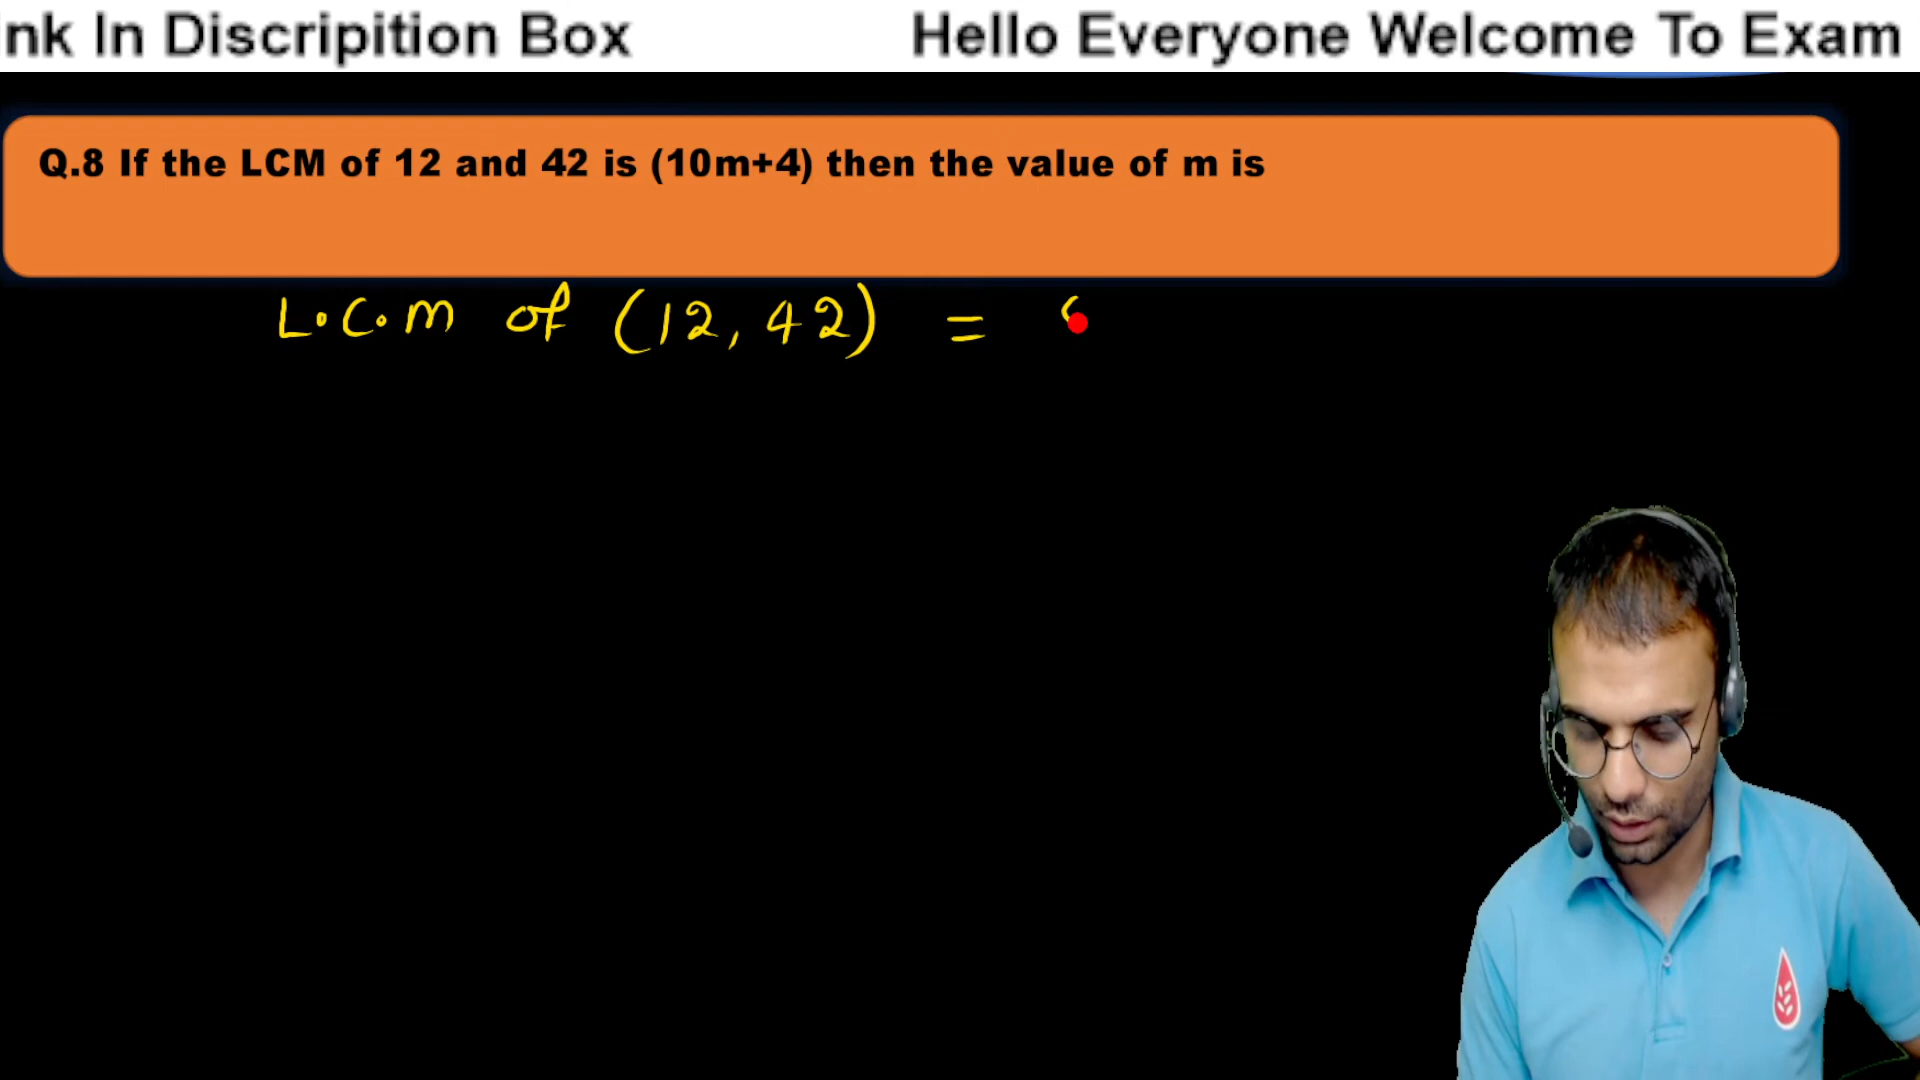 nk In Discripition Box Hello Everyone Welcome To Exam
Q.8 If the LCM of 12 and 42 is (10m+4) then the value of m is
L.C.M of (12, 42) =